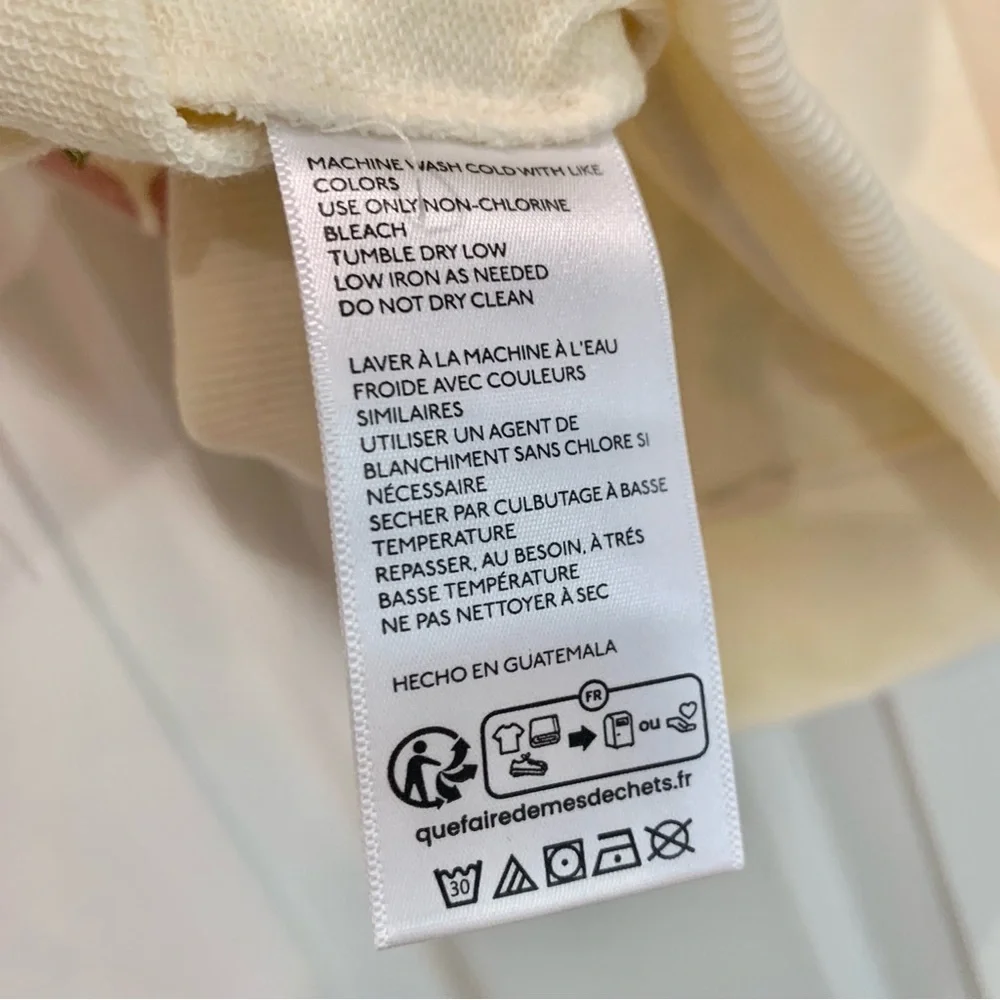 MACHINE WASH COLD WITH LIKE
COLORS
USE ONLY NON-CHLORINE
BLEACH
TUMBLE DRY LOW
LOW IRON AS NEEDED
DO NOT DRY CLEAN
LAVER À LA MACHINE À L'EAU
FROIDE AVEC COULEURS
SIMILAIRES
UTILISER UN AGENT DE
BLANCHIMENT SANS CHLORE SI
NÉCESSAIRE
SECHER PAR CULBUTAGE À BASSE
TEMPERATURE
REPASSER, AU BESOIN, À TRÉS
BASSE TEMPÉRATURE
NE PAS NETTOYER À SEC
HECHO EN GUATEMALA
FR
ou
quefairedemesdechets.fr
30